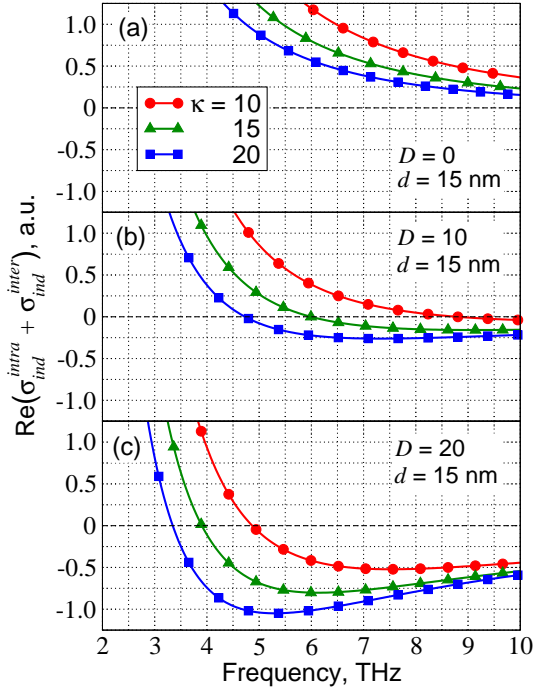 (a)
1.0
0.5
0
-0.5
-1.0
κ = 10
15
20
D = 0
d = 15 nm
(b)
1.0
0.5
0
-0.5
-1.0
D = 10
d = 15 nm
(c)
1.0
0.5
0
-0.5
-1.0
D = 20
d = 15 nm
2 3 4 5 6 7 8 9 10
Frequency, THz
Re(σ_ind^intra + σ_ind^inter), a.u.